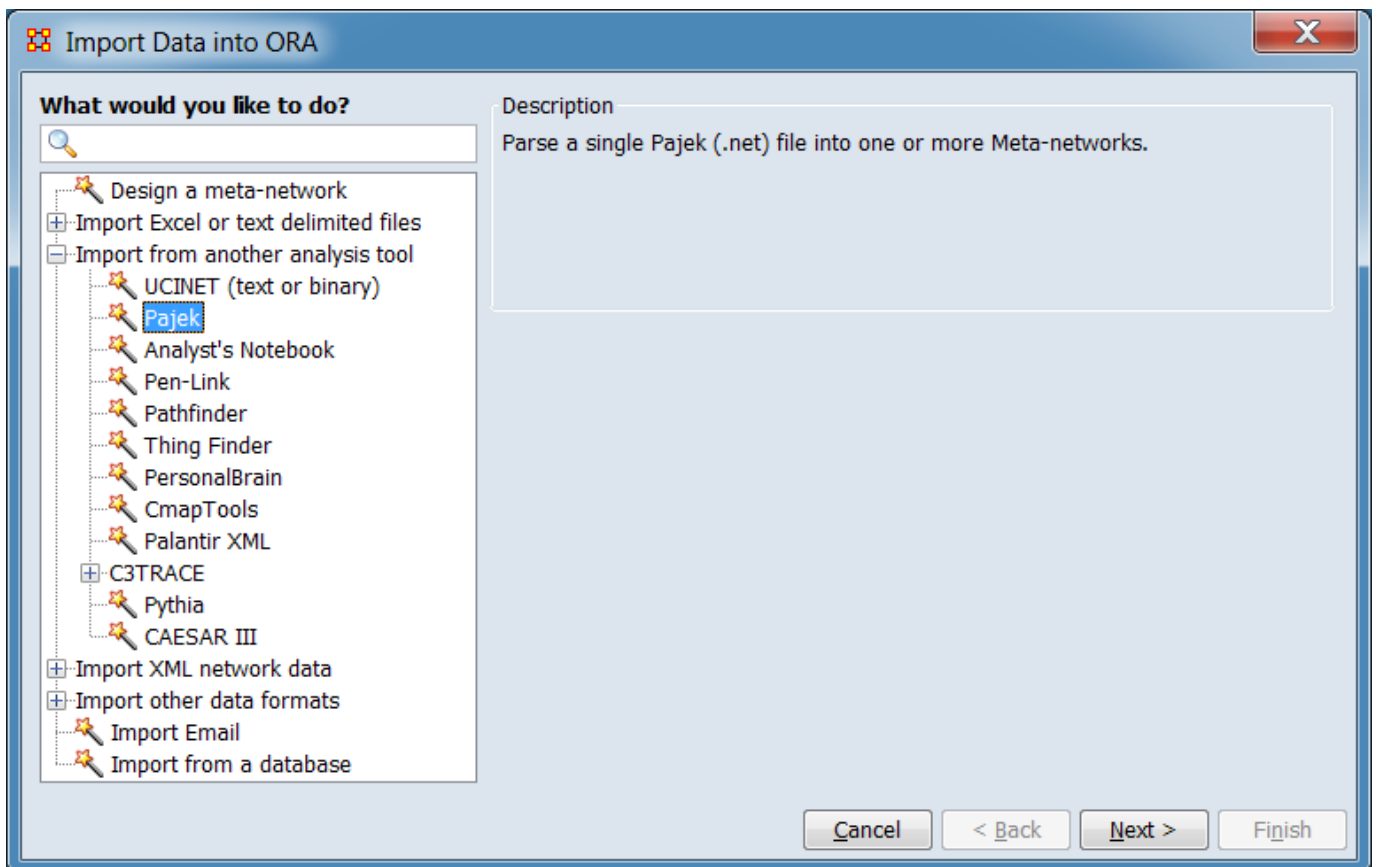 Import Data into ORA
What would you like to do?
Design a meta-network
Import Excel or text delimited files
Import from another analysis tool
UCINET (text or binary)
Pajek
Analyst's Notebook
Pen-Link
Pathfinder
Thing Finder
PersonalBrain
CmapTools
Palantir XML
C3TRACE
Pythia
CAESAR III
Import XML network data
Import other data formats
Import Email
Import from a database
Description
Parse a single Pajek (.net) file into one or more Meta-networks.
Cancel < Back Next > Finish